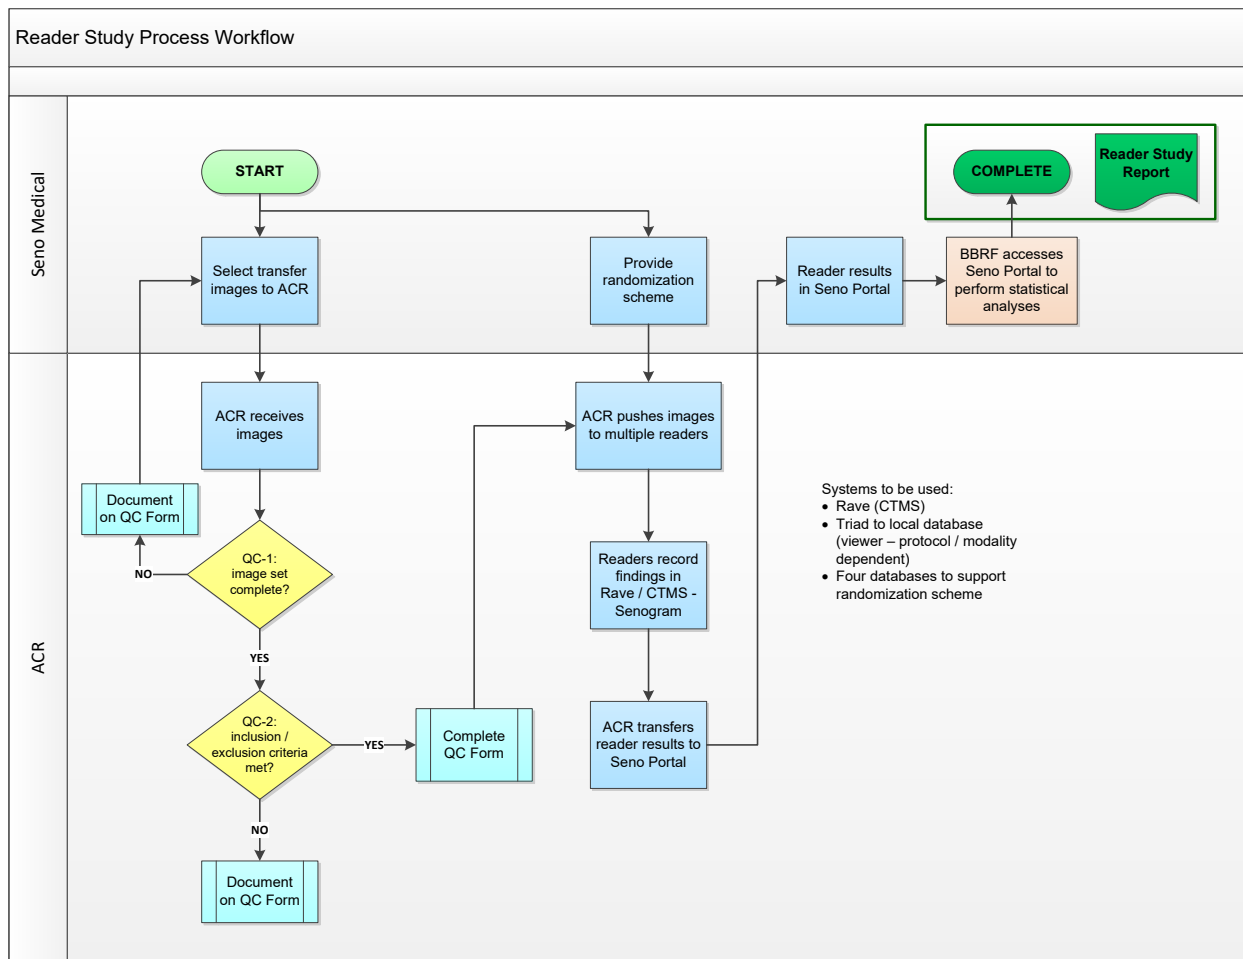 Reader Study Process Workflow
Seno Medical
START
COMPLETE
Reader Study
Report
Select transfer
images to ACR
Provide
randomization
scheme
Reader results
in Seno Portal
BBRF accesses
Seno Portal to
perform statistical
analyses
ACR
ACR receives
images
ACR pushes images
to multiple readers
Document
on QC Form
QC-1:
image set
complete?
NO
YES
Readers record
findings in
Rave / CTMS -
Senogram
Systems to be used:
• Rave (CTMS)
• Triad to local database
(viewer – protocol / modality
dependent)
• Four databases to support
randomization scheme
QC-2:
inclusion /
exclusion criteria
met?
YES
Complete
QC Form
ACR transfers
reader results to
Seno Portal
NO
Document
on QC Form